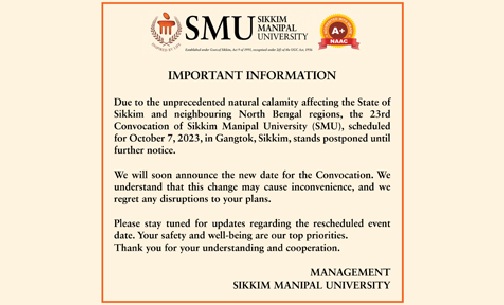 SMU SIKKIM
MANIPAL
UNIVERSITY
A+
NAAC
IMPORTANT INFORMATION
Due to the unprecedented natural calamity affecting the State of
Sikkim and neighbouring North Bengal regions, the 23rd
Convocation of Sikkim Manipal University (SMU), scheduled
for October 7, 2023, in Gangtok, Sikkim, stands postponed until
further notice.
We will soon announce the new date for the Convocation. We
understand that this change may cause inconvenience, and we
regret any disruptions to your plans.
Please stay tuned for updates regarding the rescheduled event
date. Your safety and well-being are our top priorities.
Thank you for your understanding and cooperation.
MANAGEMENT
SIKKIM MANIPAL UNIVERSITY